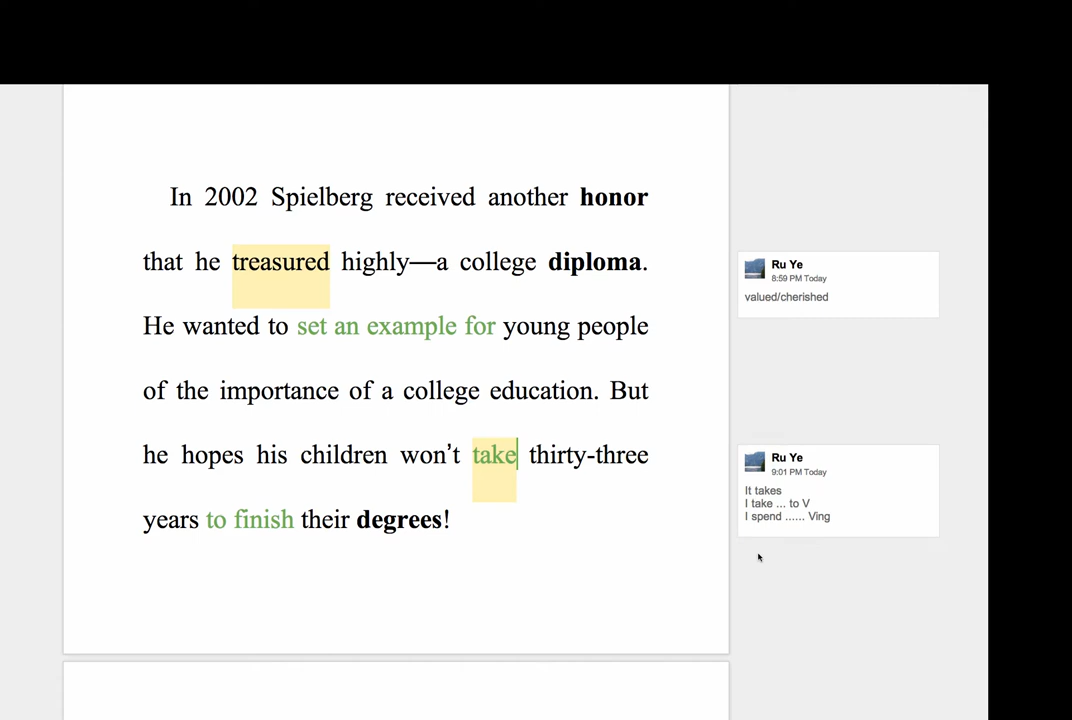 In 2002 Spielberg received another honor
that he treasured highly—a college diploma.
He wanted to set an example for young people
of the importance of a college education. But
he hopes his children won't take thirty-three
years to finish their degrees!
Ru Ye
8:59 PM Today
valued/cherished
Ru Ye
9:01 PM Today
It takes
I take ... to V
I spend ...... Ving